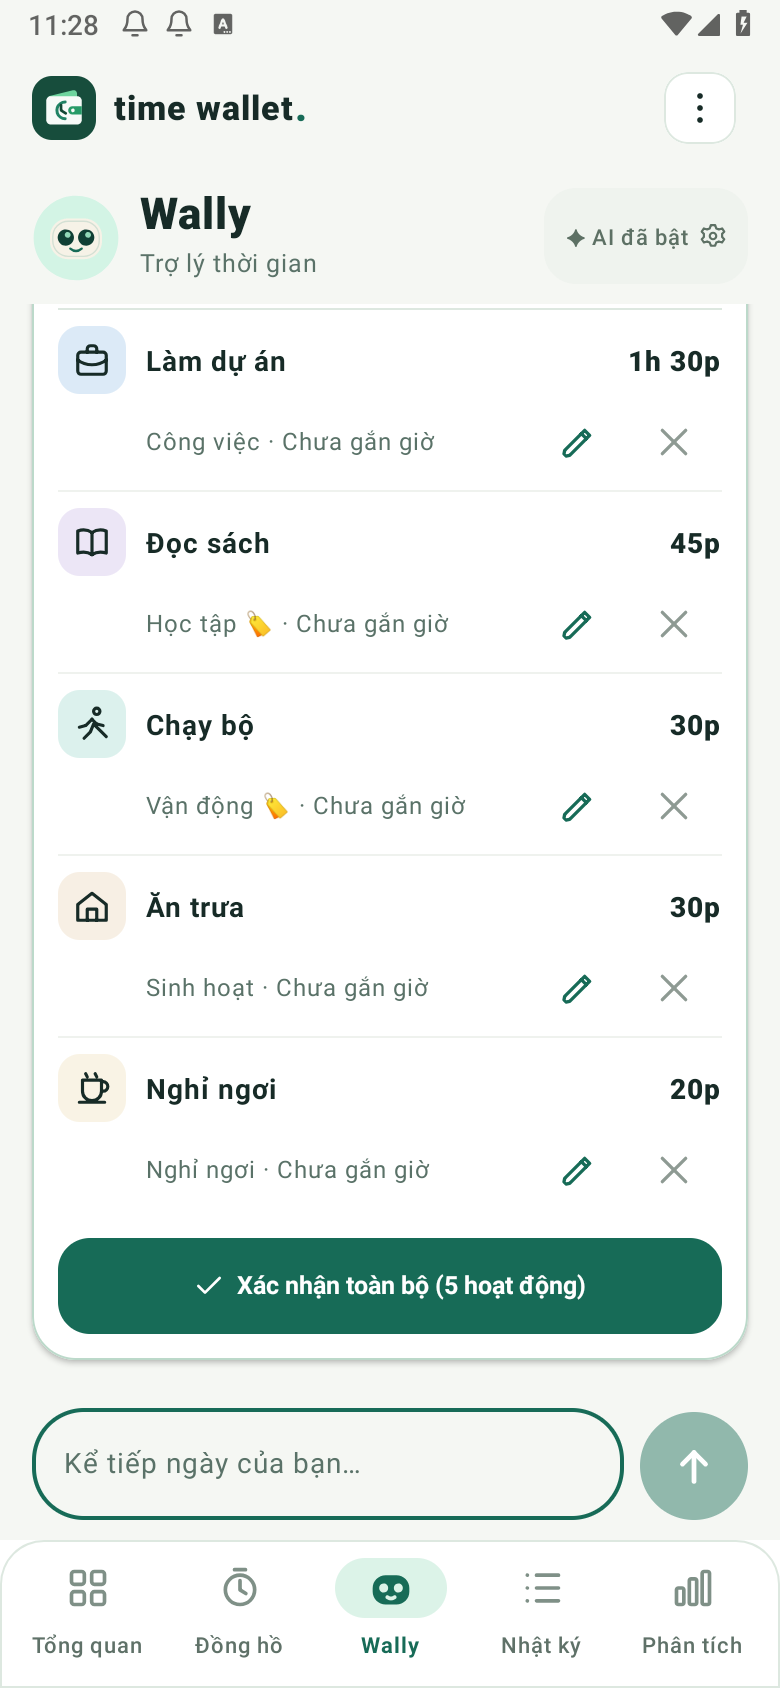 11:28
time wallet.
Wally
Trợ lý thời gian
AI đã bật
Làm dự án
1h 30p
Công việc · Chưa gắn giờ
Đọc sách
45p
Học tập 🏷️ · Chưa gắn giờ
Chạy bộ
30p
Vận động 🏷️ · Chưa gắn giờ
Ăn trưa
30p
Sinh hoạt · Chưa gắn giờ
Nghỉ ngơi
20p
Nghỉ ngơi · Chưa gắn giờ
Xác nhận toàn bộ (5 hoạt động)
Kể tiếp ngày của bạn...
Tổng quan
Đồng hồ
Wally
Nhật ký
Phân tích